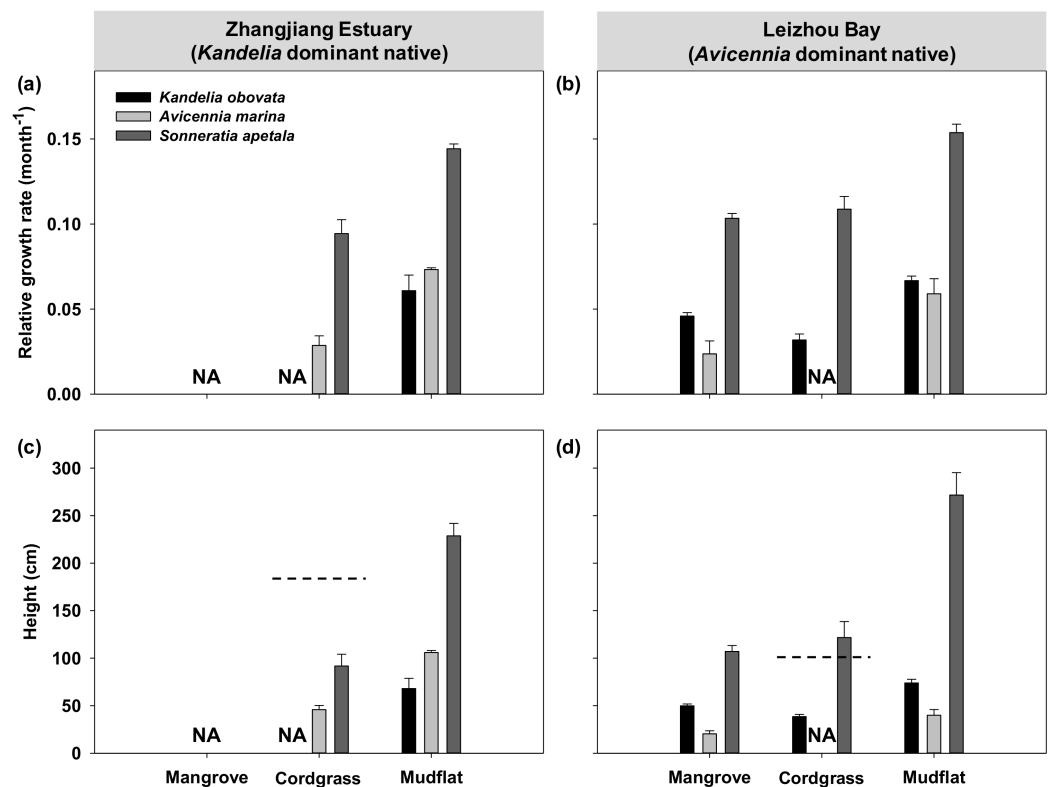 Zhangjiang Estuary
(Kandelia dominant native)
Leizhou Bay
(Avicennia dominant native)
(a)
Kandelia obovata
Avicennia marina
Sonneratia apetala
Relative growth rate (month⁻¹)
0.15
0.10
0.05
0.00
NA
NA
(b)
NA
(c)
Height (cm)
300
250
200
150
100
50
0
NA
NA
Mangrove
Cordgrass
Mudflat
(d)
NA
Mangrove
Cordgrass
Mudflat